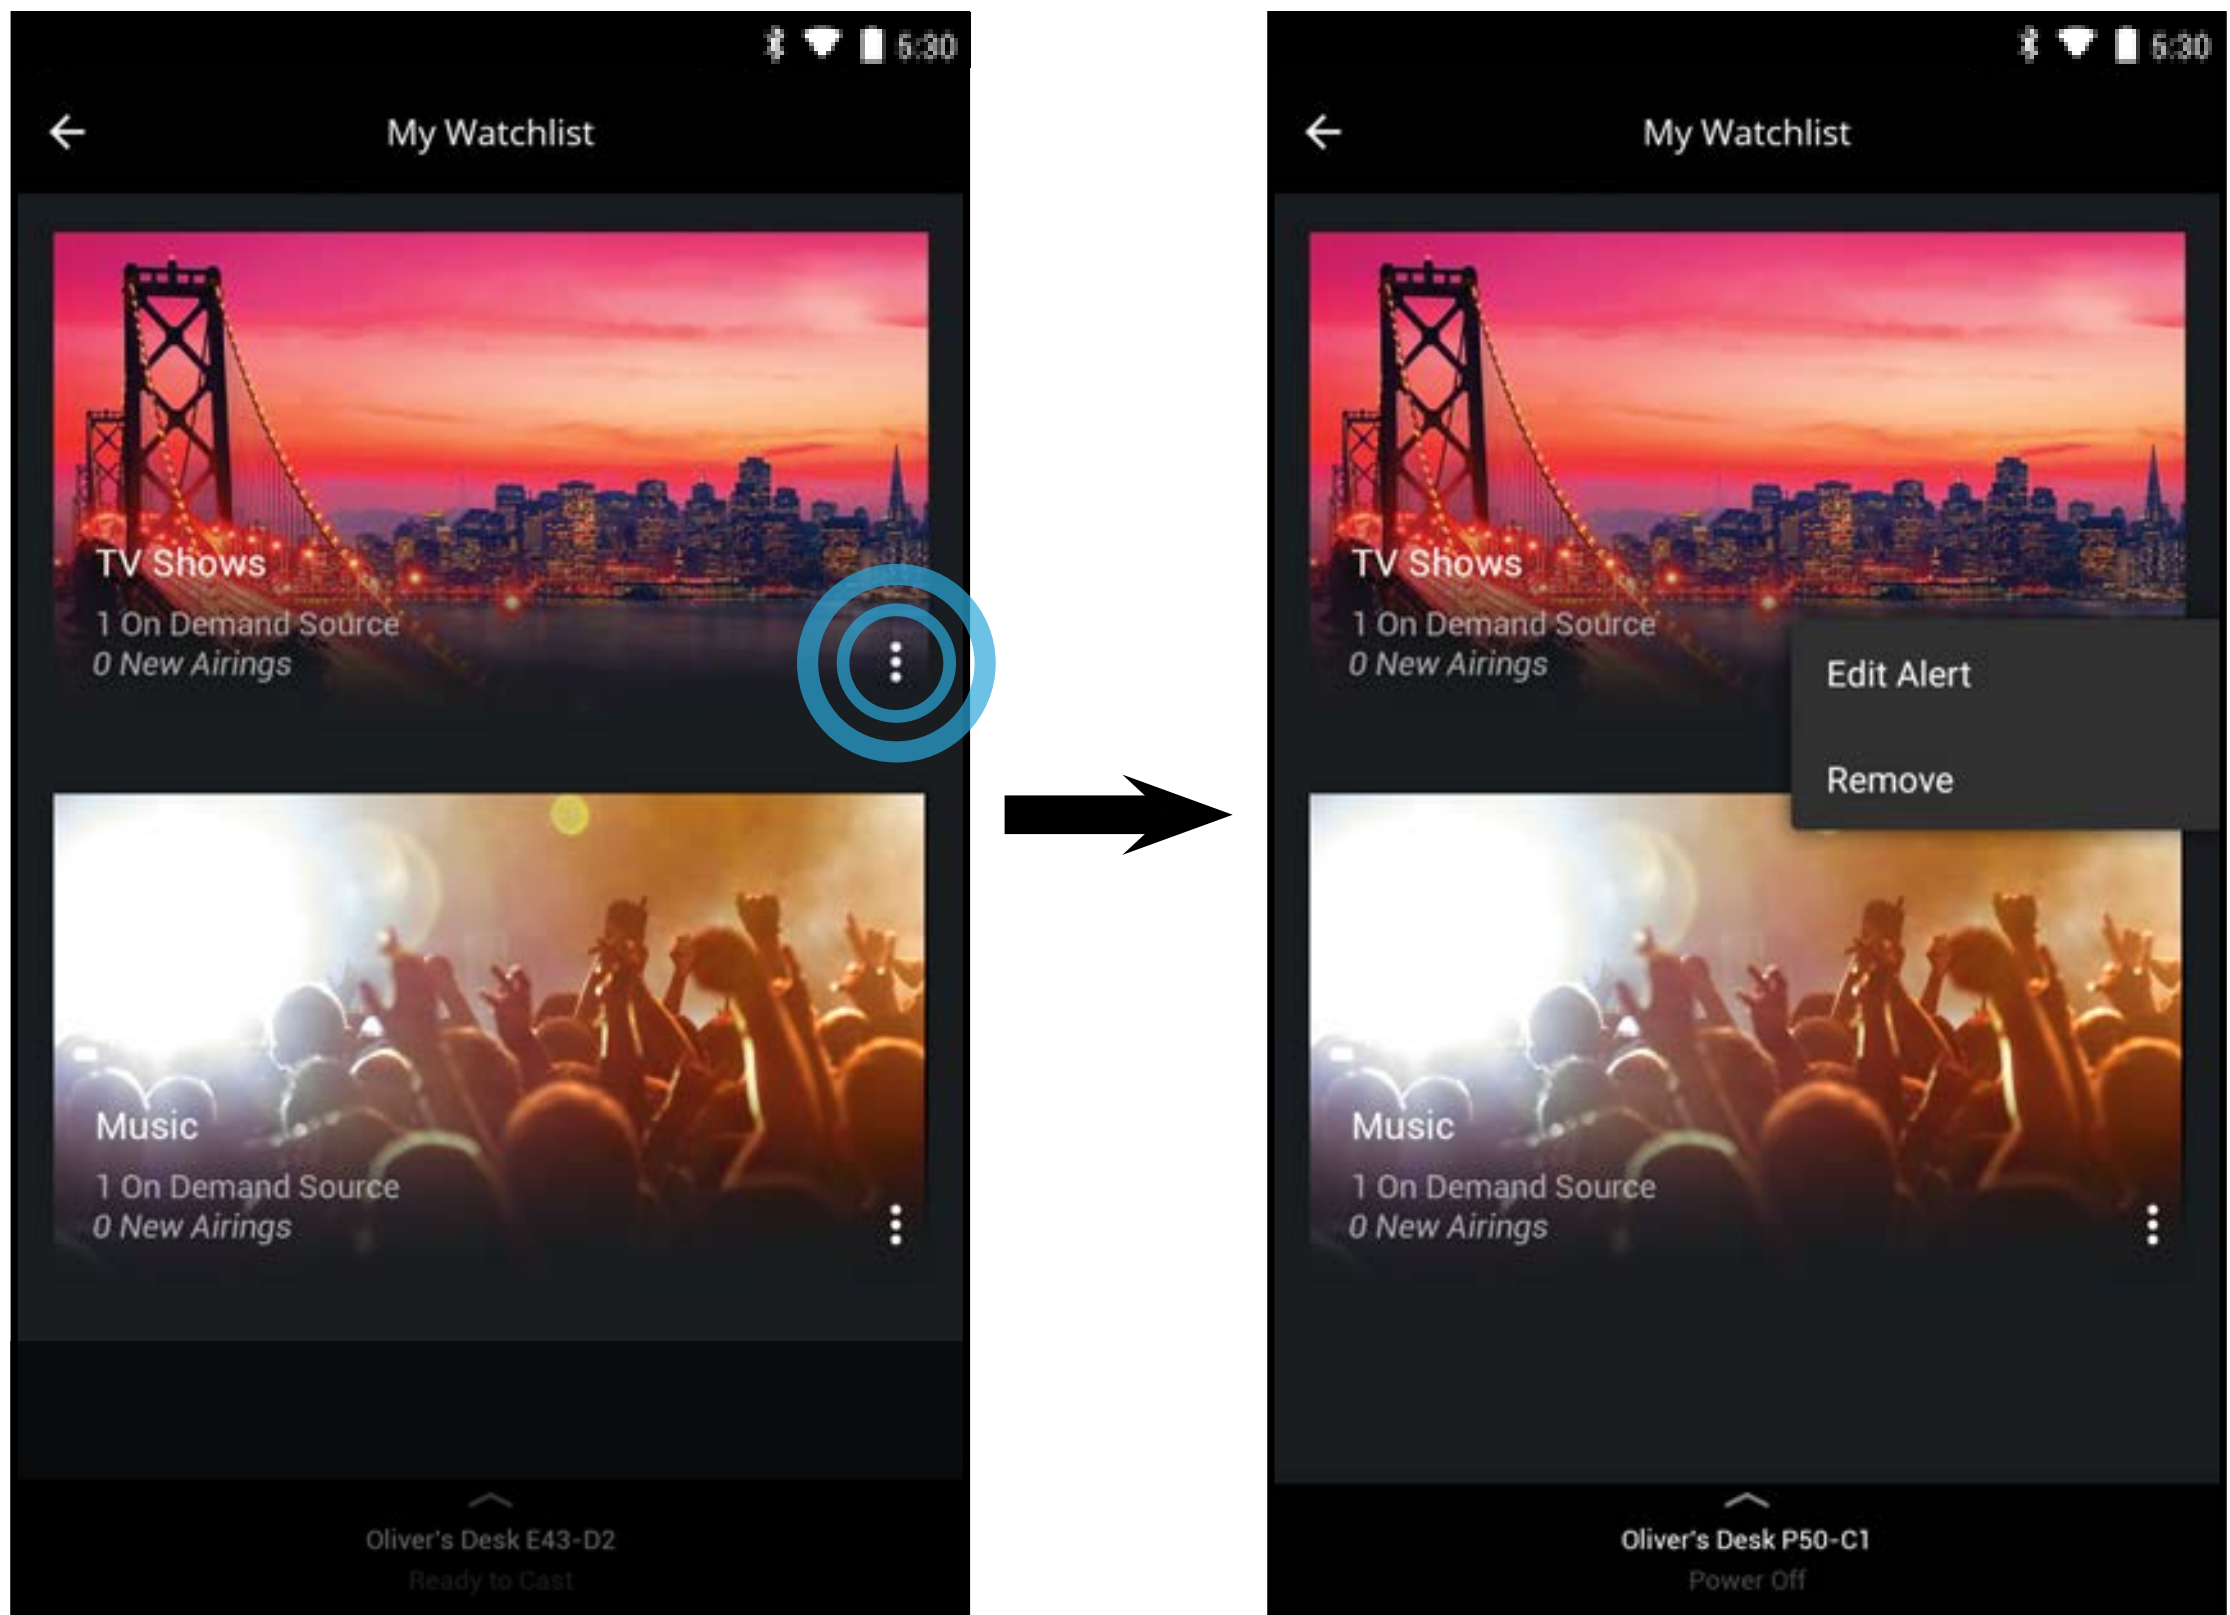 5:30
My Watchlist
TV Shows
1 On Demand Source
0 New Airings
Music
1 On Demand Source
0 New Airings
Oliver's Desk E43-D2
Ready to Cast
5:30
My Watchlist
TV Shows
1 On Demand Source
0 New Airings
Edit Alert
Remove
Music
1 On Demand Source
0 New Airings
Oliver's Desk P50-C1
Power Off